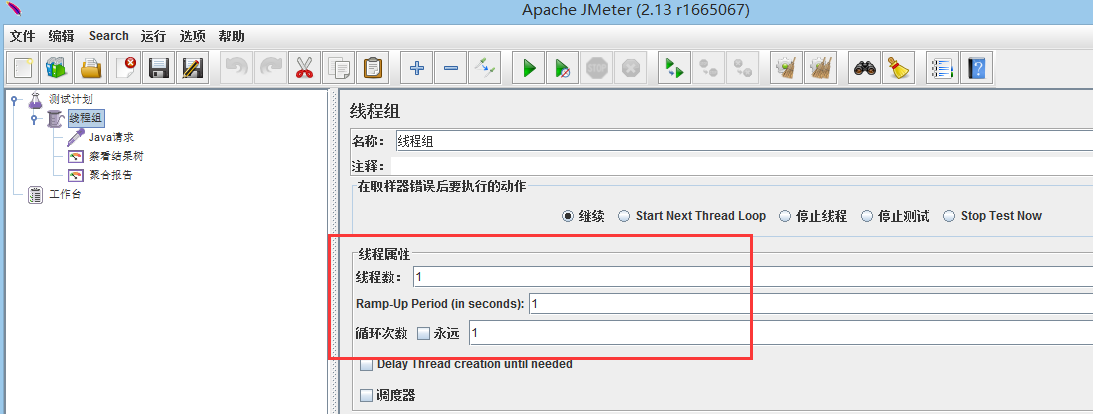 Apache JMeter (2.13 r1665067)
文件 编辑 Search 运行 选项 帮助
STOP
测试计划
线程组
Java请求
察看结果树
聚合报告
工作台
线程组
名称： 线程组
注释：
在取样器错误后要执行的动作
继续 Start Next Thread Loop 停止线程 停止测试 Stop Test Now
线程属性
线程数： 1
Ramp-Up Period (in seconds): 1
循环次数 永远 1
Delay Thread creation until needed
调度器